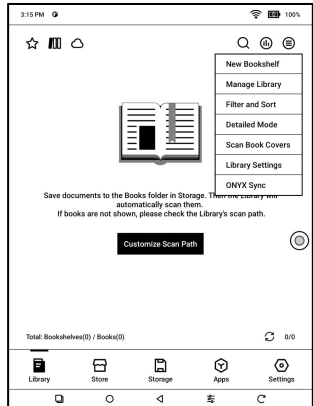 3:15 PM
100%
New Bookshelf
Manage Library
Filter and Sort
Detailed Mode
Scan Book Covers
Library Settings
ONYX Sync
Save documents to the Books folder in Storage. Then the Library will
automatically scan them.
If books are not shown, please check the Library's scan path.
Customize Scan Path
Total: Bookshelves(0) / Books(0)
0/0
Library
Store
Storage
Apps
Settings